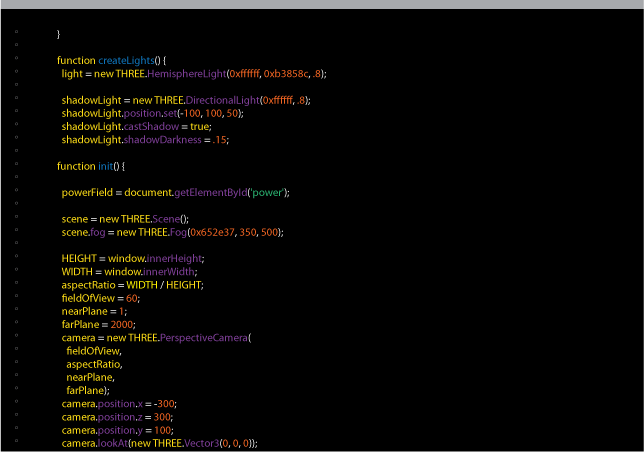 }
function createLights() {
light = new THREE.HemisphereLight(0xffffff, 0xb3858c, .8);
shadowLight = new THREE.DirectionalLight(0xffffff, .8);
shadowLight.position.set(-100, 100, 50);
shadowLight.castShadow = true;
shadowLight.shadowDarkness = .15;
function init() {
powerField = document.getElementById('power');
scene = new THREE.Scene();
scene.fog = new THREE.Fog(0x652e37, 350, 500);
HEIGHT = window.innerHeight;
WIDTH = window.innerWidth;
aspectRatio = WIDTH / HEIGHT;
fieldOfView = 60;
nearPlane = 1;
farPlane = 2000;
camera = new THREE.PerspectiveCamera(
fieldOfView,
aspectRatio,
nearPlane,
farPlane);
camera.position.x = -300;
camera.position.z = 300;
camera.position.y = 100;
camera.lookAt(new THREE.Vector3(0, 0, 0));